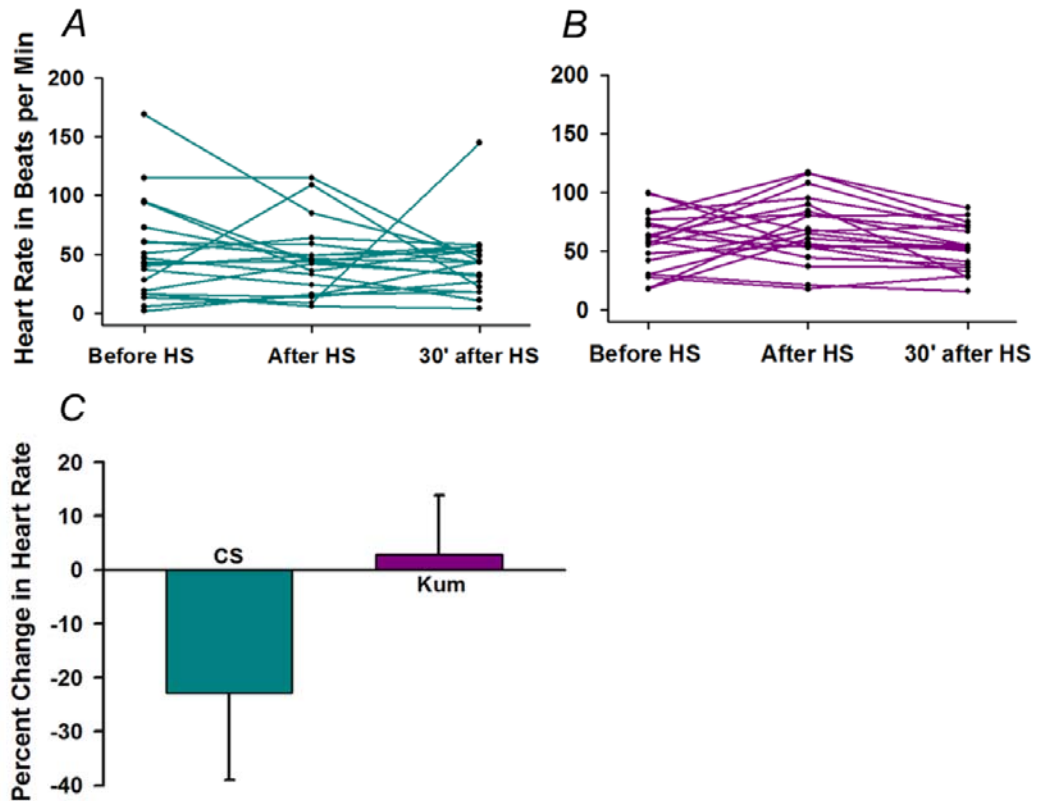 A
B
Heart Rate in Beats per Min
200
150
100
50
0
Before HS After HS 30' after HS
200
150
100
50
0
Before HS After HS 30' after HS
C
Percent Change in Heart Rate
20
10
0
-10
-20
-30
-40
CS
Kum